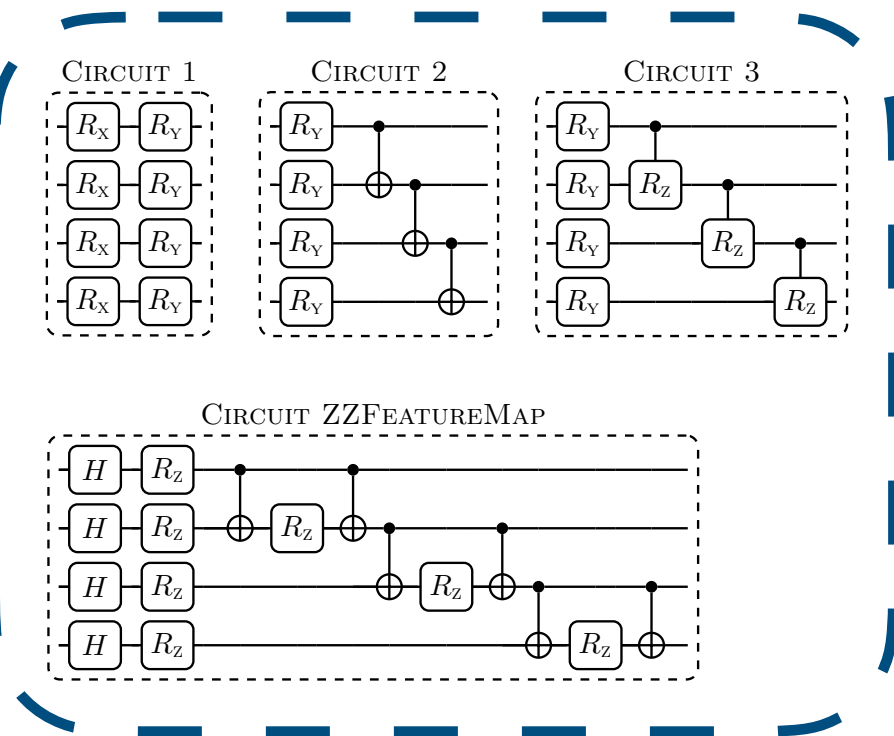 CIRCUIT 1
R_X R_Y
R_X R_Y
R_X R_Y
R_X R_Y
CIRCUIT 2
R_Y
R_Y
R_Y
R_Y
CIRCUIT 3
R_Y
R_Y R_Z
R_Y R_Z
R_Y R_Z
CIRCUIT ZZFEATUREMAP
H R_Z
H R_Z R_Z
H R_Z R_Z
H R_Z R_Z